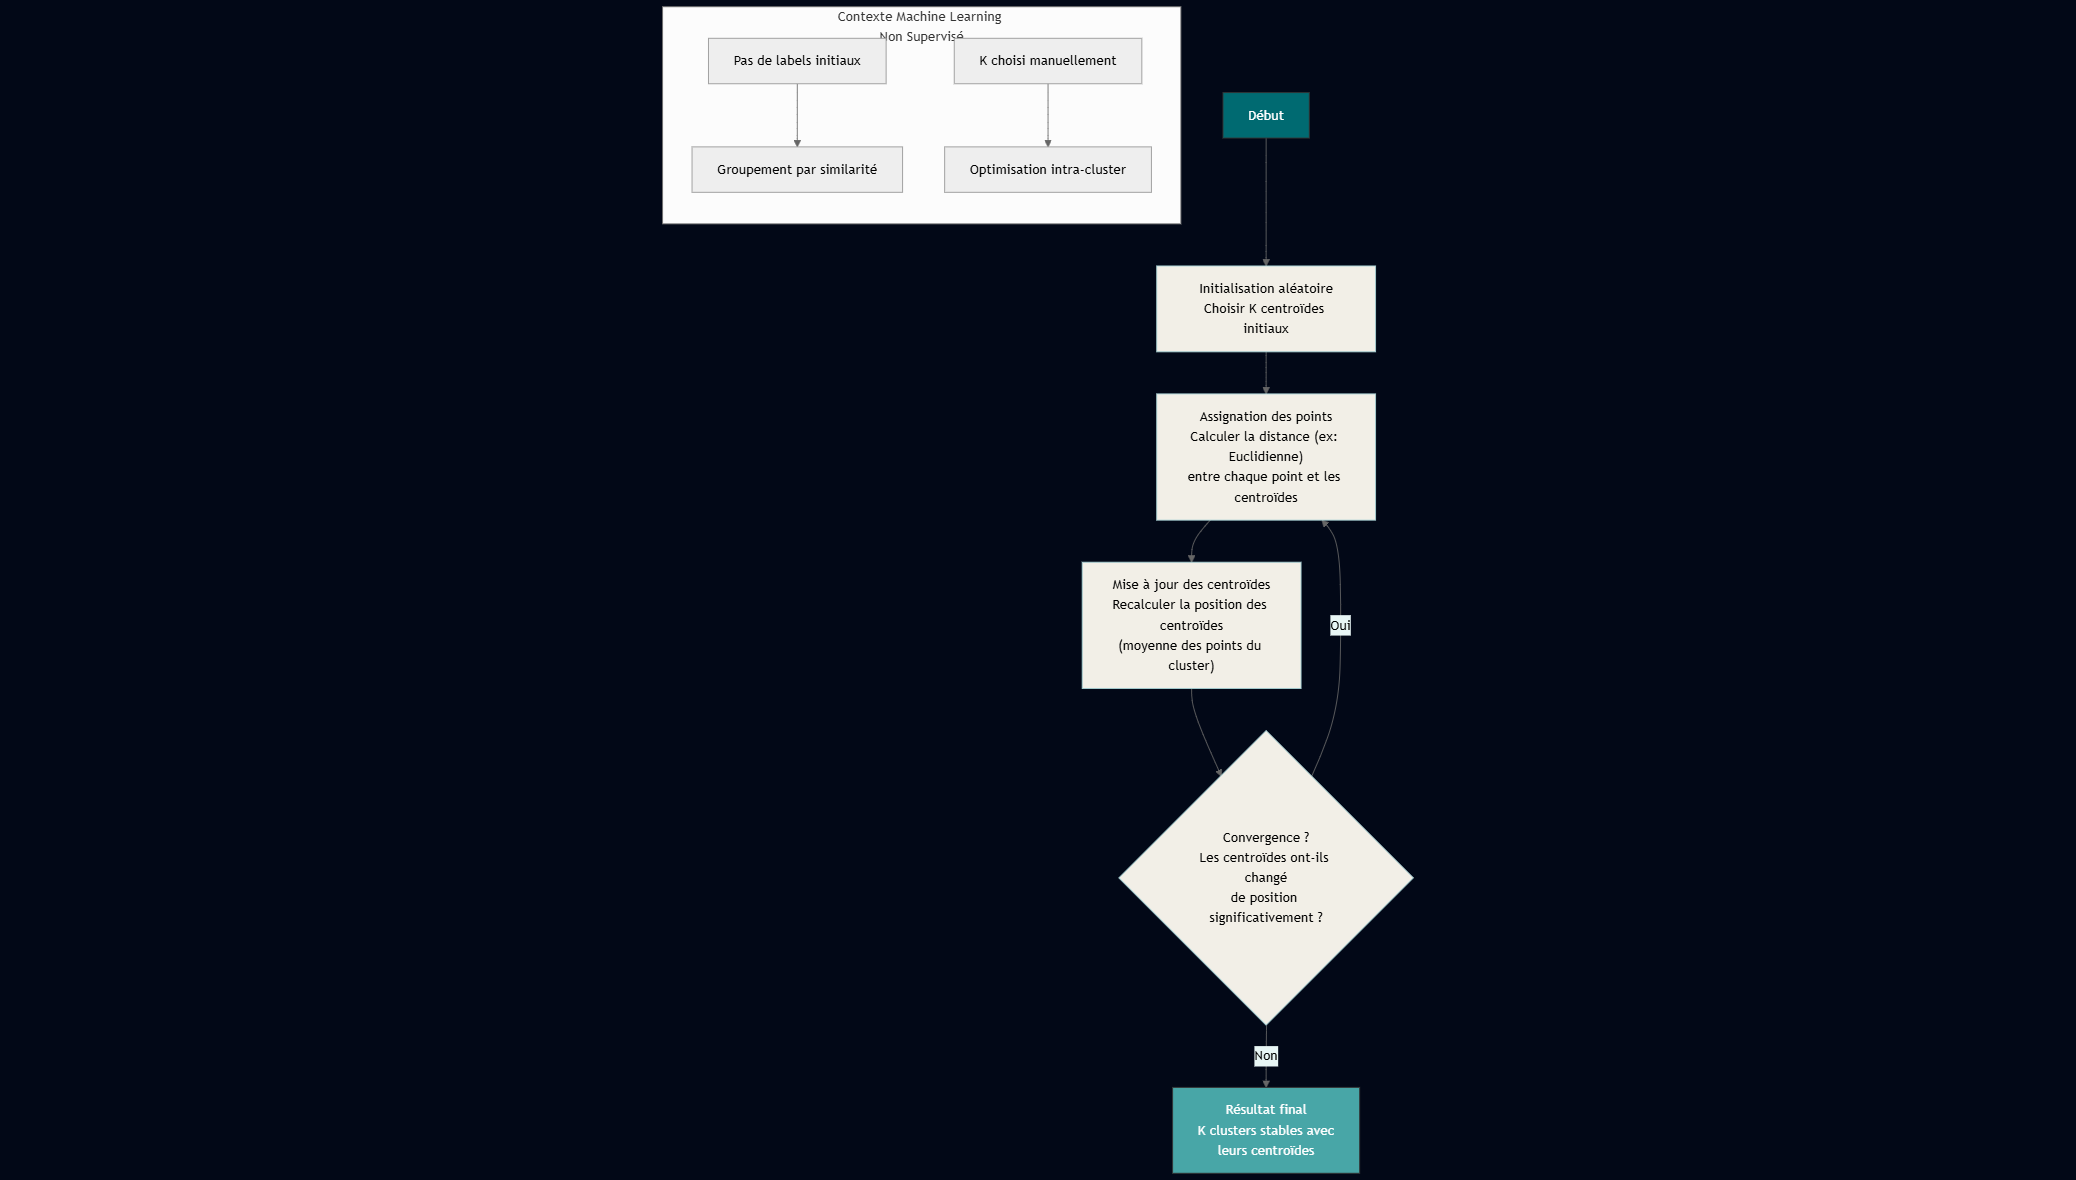 Contexte Machine Learning
Non Supervisé
Pas de labels initiaux
K choisi manuellement
Groupement par similarité
Optimisation intra-cluster
Début
Initialisation aléatoire
Choisir K centroïdes
initiaux
Assignation des points
Calculer la distance (ex:
Euclidienne)
entre chaque point et les
centroïdes
Mise à jour des centroïdes
Recalculer la position des
centroïdes
(moyenne des points du
cluster)
Oui
Convergence ?
Les centroïdes ont-ils
changé
de position
significativement ?
Non
Résultat final
K clusters stables avec
leurs centroïdes